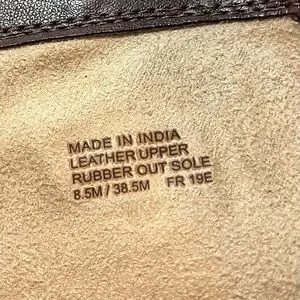 MADE IN INDIA
LEATHER UPPER
RUBBER OUT SOLE
8.5M / 38.5M FR 19E